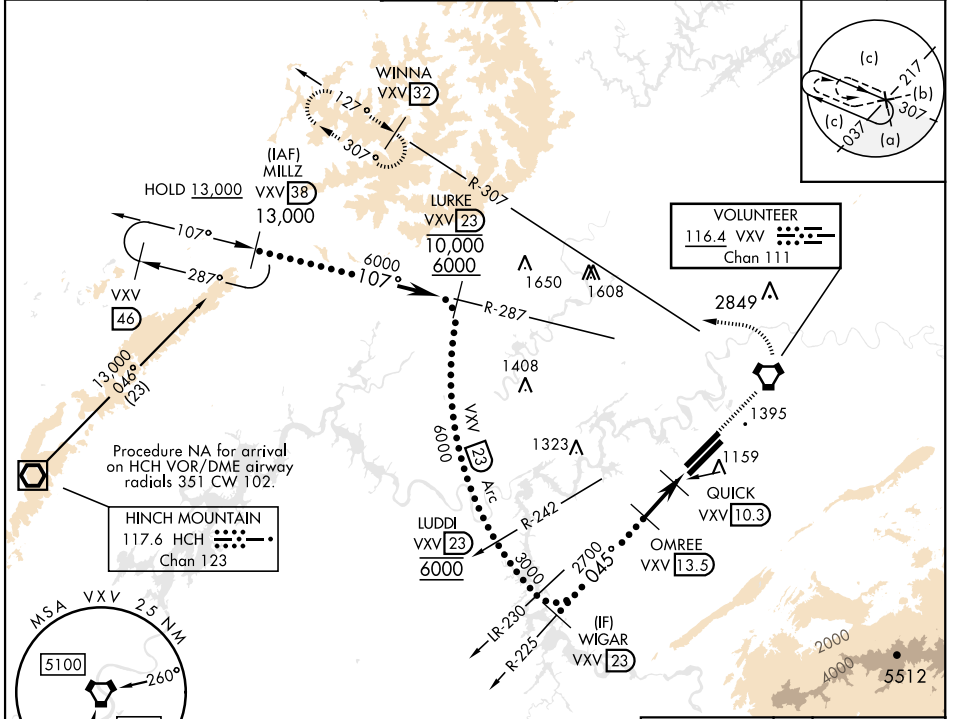 WINNA
VXV 32
127°
307°
R-307
(IAF)
MILLZ
VXV 38
13,000
HOLD 13,000
107°
287°
VXV
46
6000
107°
LURKE
VXV 23
10,000
6000
R-287
1650
1608
(c)
217
(b)
307
(c)
037
(a)
VOLUNTEER
116.4 VXV
Chan 111
2849
13,000
046°
(23)
Procedure NA for arrival
on HCH VOR/DME airway
radials 351 CW 102.
HINCH MOUNTAIN
117.6 HCH
Chan 123
1408
6000
VXV
23
Arc
1323
1395
1159
QUICK
VXV 10.3
R-242
LUDDI
VXV 23
6000
3000
2700
045°
OMREE
VXV 13.5
LR-230
R-225
(IF)
WIGAR
VXV 23
2000
4000
5512
MSA VXV 25 NM
5100
260°